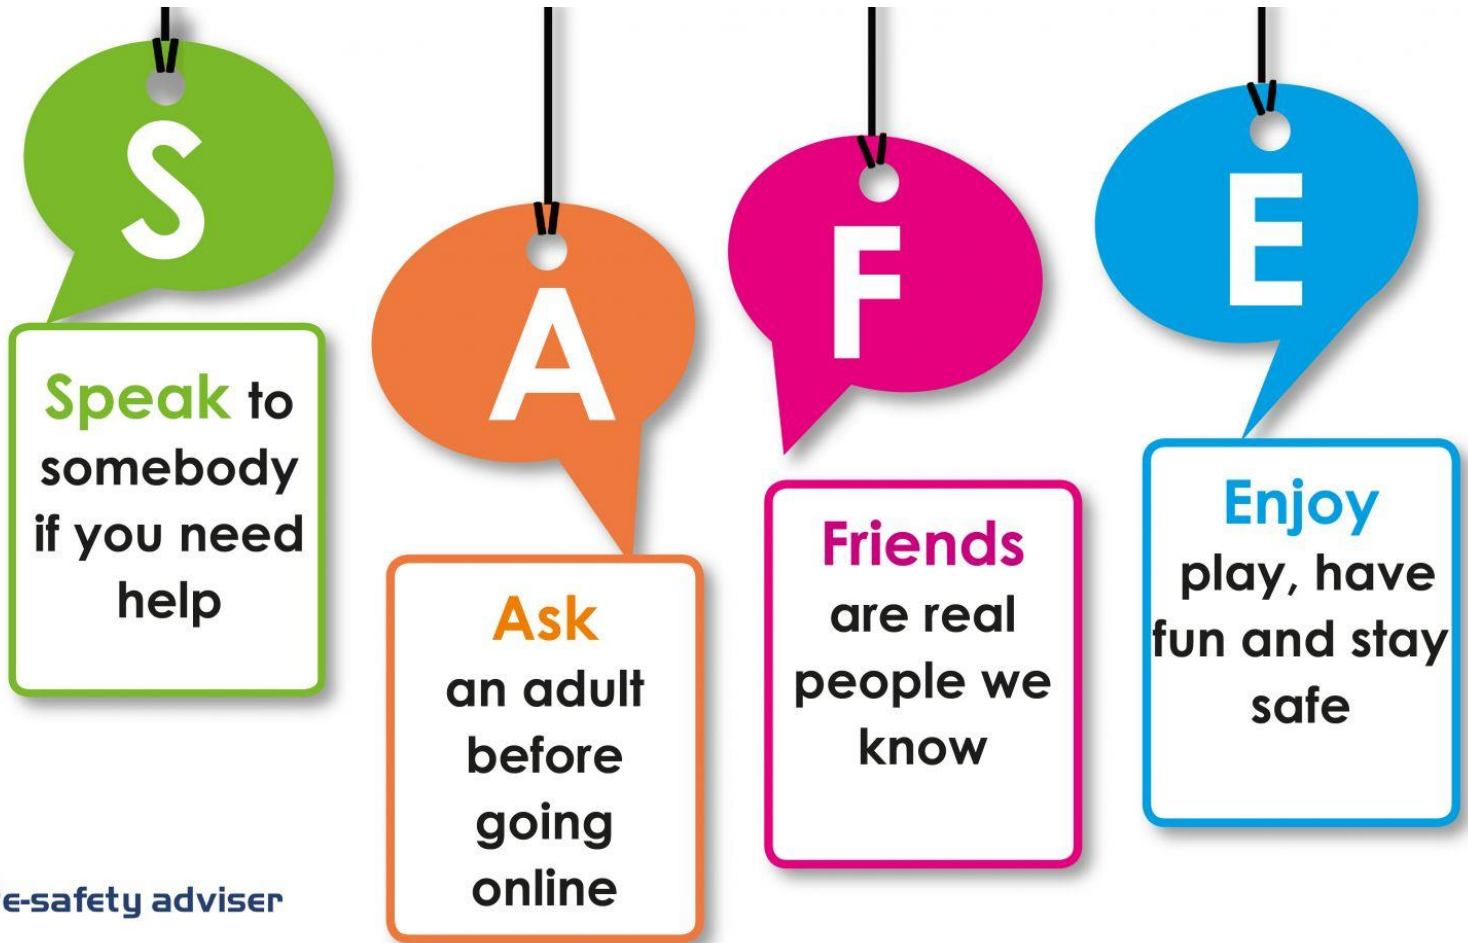 S
Speak to
somebody
if you need
help
A
Ask
an adult
before
going
online
F
Friends
are real
people we
know
E
Enjoy
play, have
fun and stay
safe
e-safety adviser